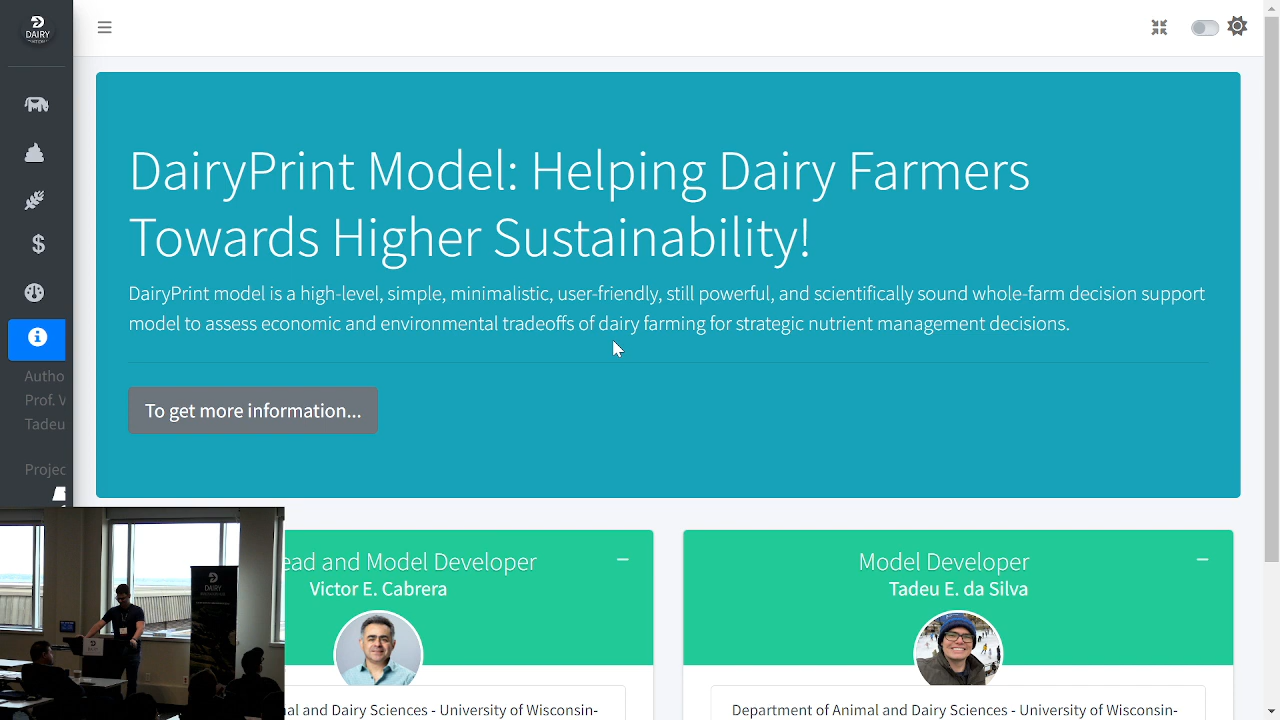 DAIRY
DairyPrint Model: Helping Dairy Farmers
Towards Higher Sustainability!
DairyPrint model is a high-level, simple, minimalistic, user-friendly, still powerful, and scientifically sound whole-farm decision support
model to assess economic and environmental tradeoffs of dairy farming for strategic nutrient management decisions.
To get more information...
Autho
Prof. V
Tadeu
Projec
ead and Model Developer
Victor E. Cabrera
nal and Dairy Sciences - University of Wisconsin-
Model Developer
Tadeu E. da Silva
Department of Animal and Dairy Sciences - University of Wisconsin-
DAIRY